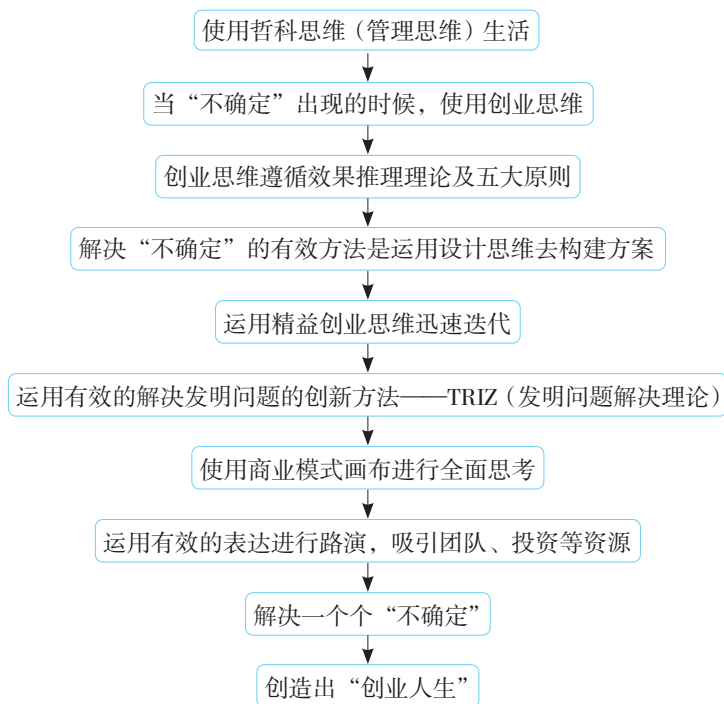 使用哲科思维（管理思维）生活
当“不确定”出现的时候，使用创业思维
创业思维遵循效果推理理论及五大原则
解决“不确定”的有效方法是运用设计思维去构建方案
运用精益创业思维迅速迭代
运用有效的解决发明问题的创新方法——TRIZ（发明问题解决理论）
使用商业模式画布进行全面思考
运用有效的表达进行路演，吸引团队、投资等资源
解决一个个“不确定”
创造出“创业人生”